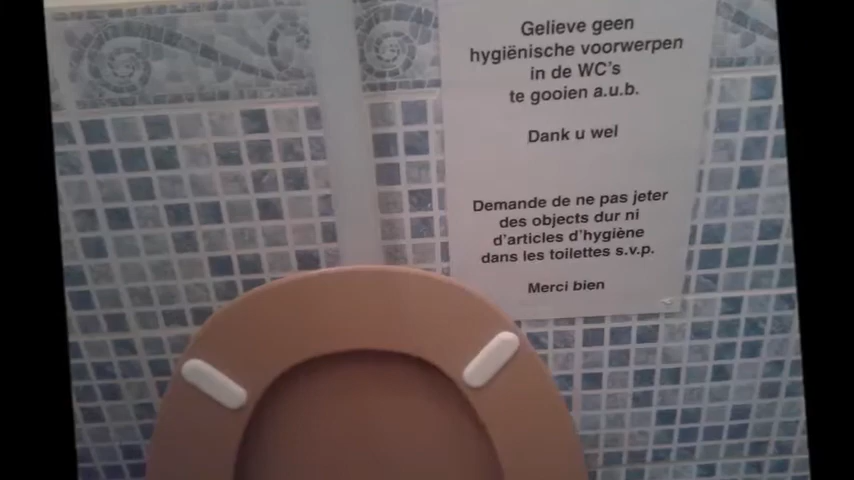 Gelieve geen
hygiënische voorwerpen
in de WC's
te gooien a.u.b.
Dank u wel
Demande de ne pas jeter
des objects dur ni
d'articles d'hygiène
dans les toilettes s.v.p.
Merci bien